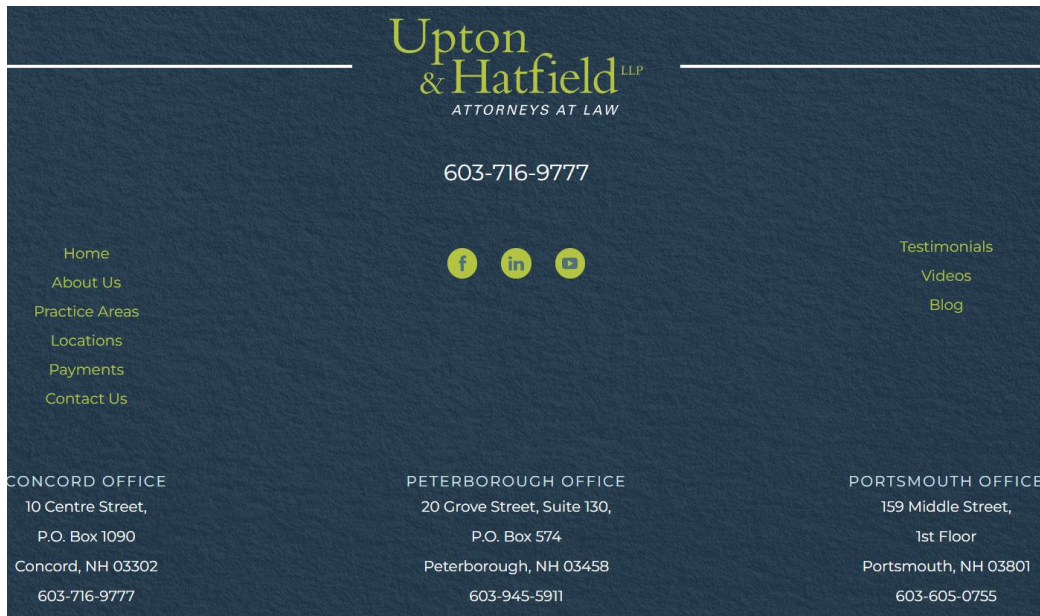 Upton
& Hatfield LLP
ATTORNEYS AT LAW
603-716-9777
Home
About Us
Practice Areas
Locations
Payments
Contact Us
Testimonials
Videos
Blog
CONCORD OFFICE
10 Centre Street,
P.O. Box 1090
Concord, NH 03302
603-716-9777
PETERBOROUGH OFFICE
20 Grove Street, Suite 130,
P.O. Box 574
Peterborough, NH 03458
603-945-5911
PORTSMOUTH OFFICE
159 Middle Street,
1st Floor
Portsmouth, NH 03801
603-605-0755